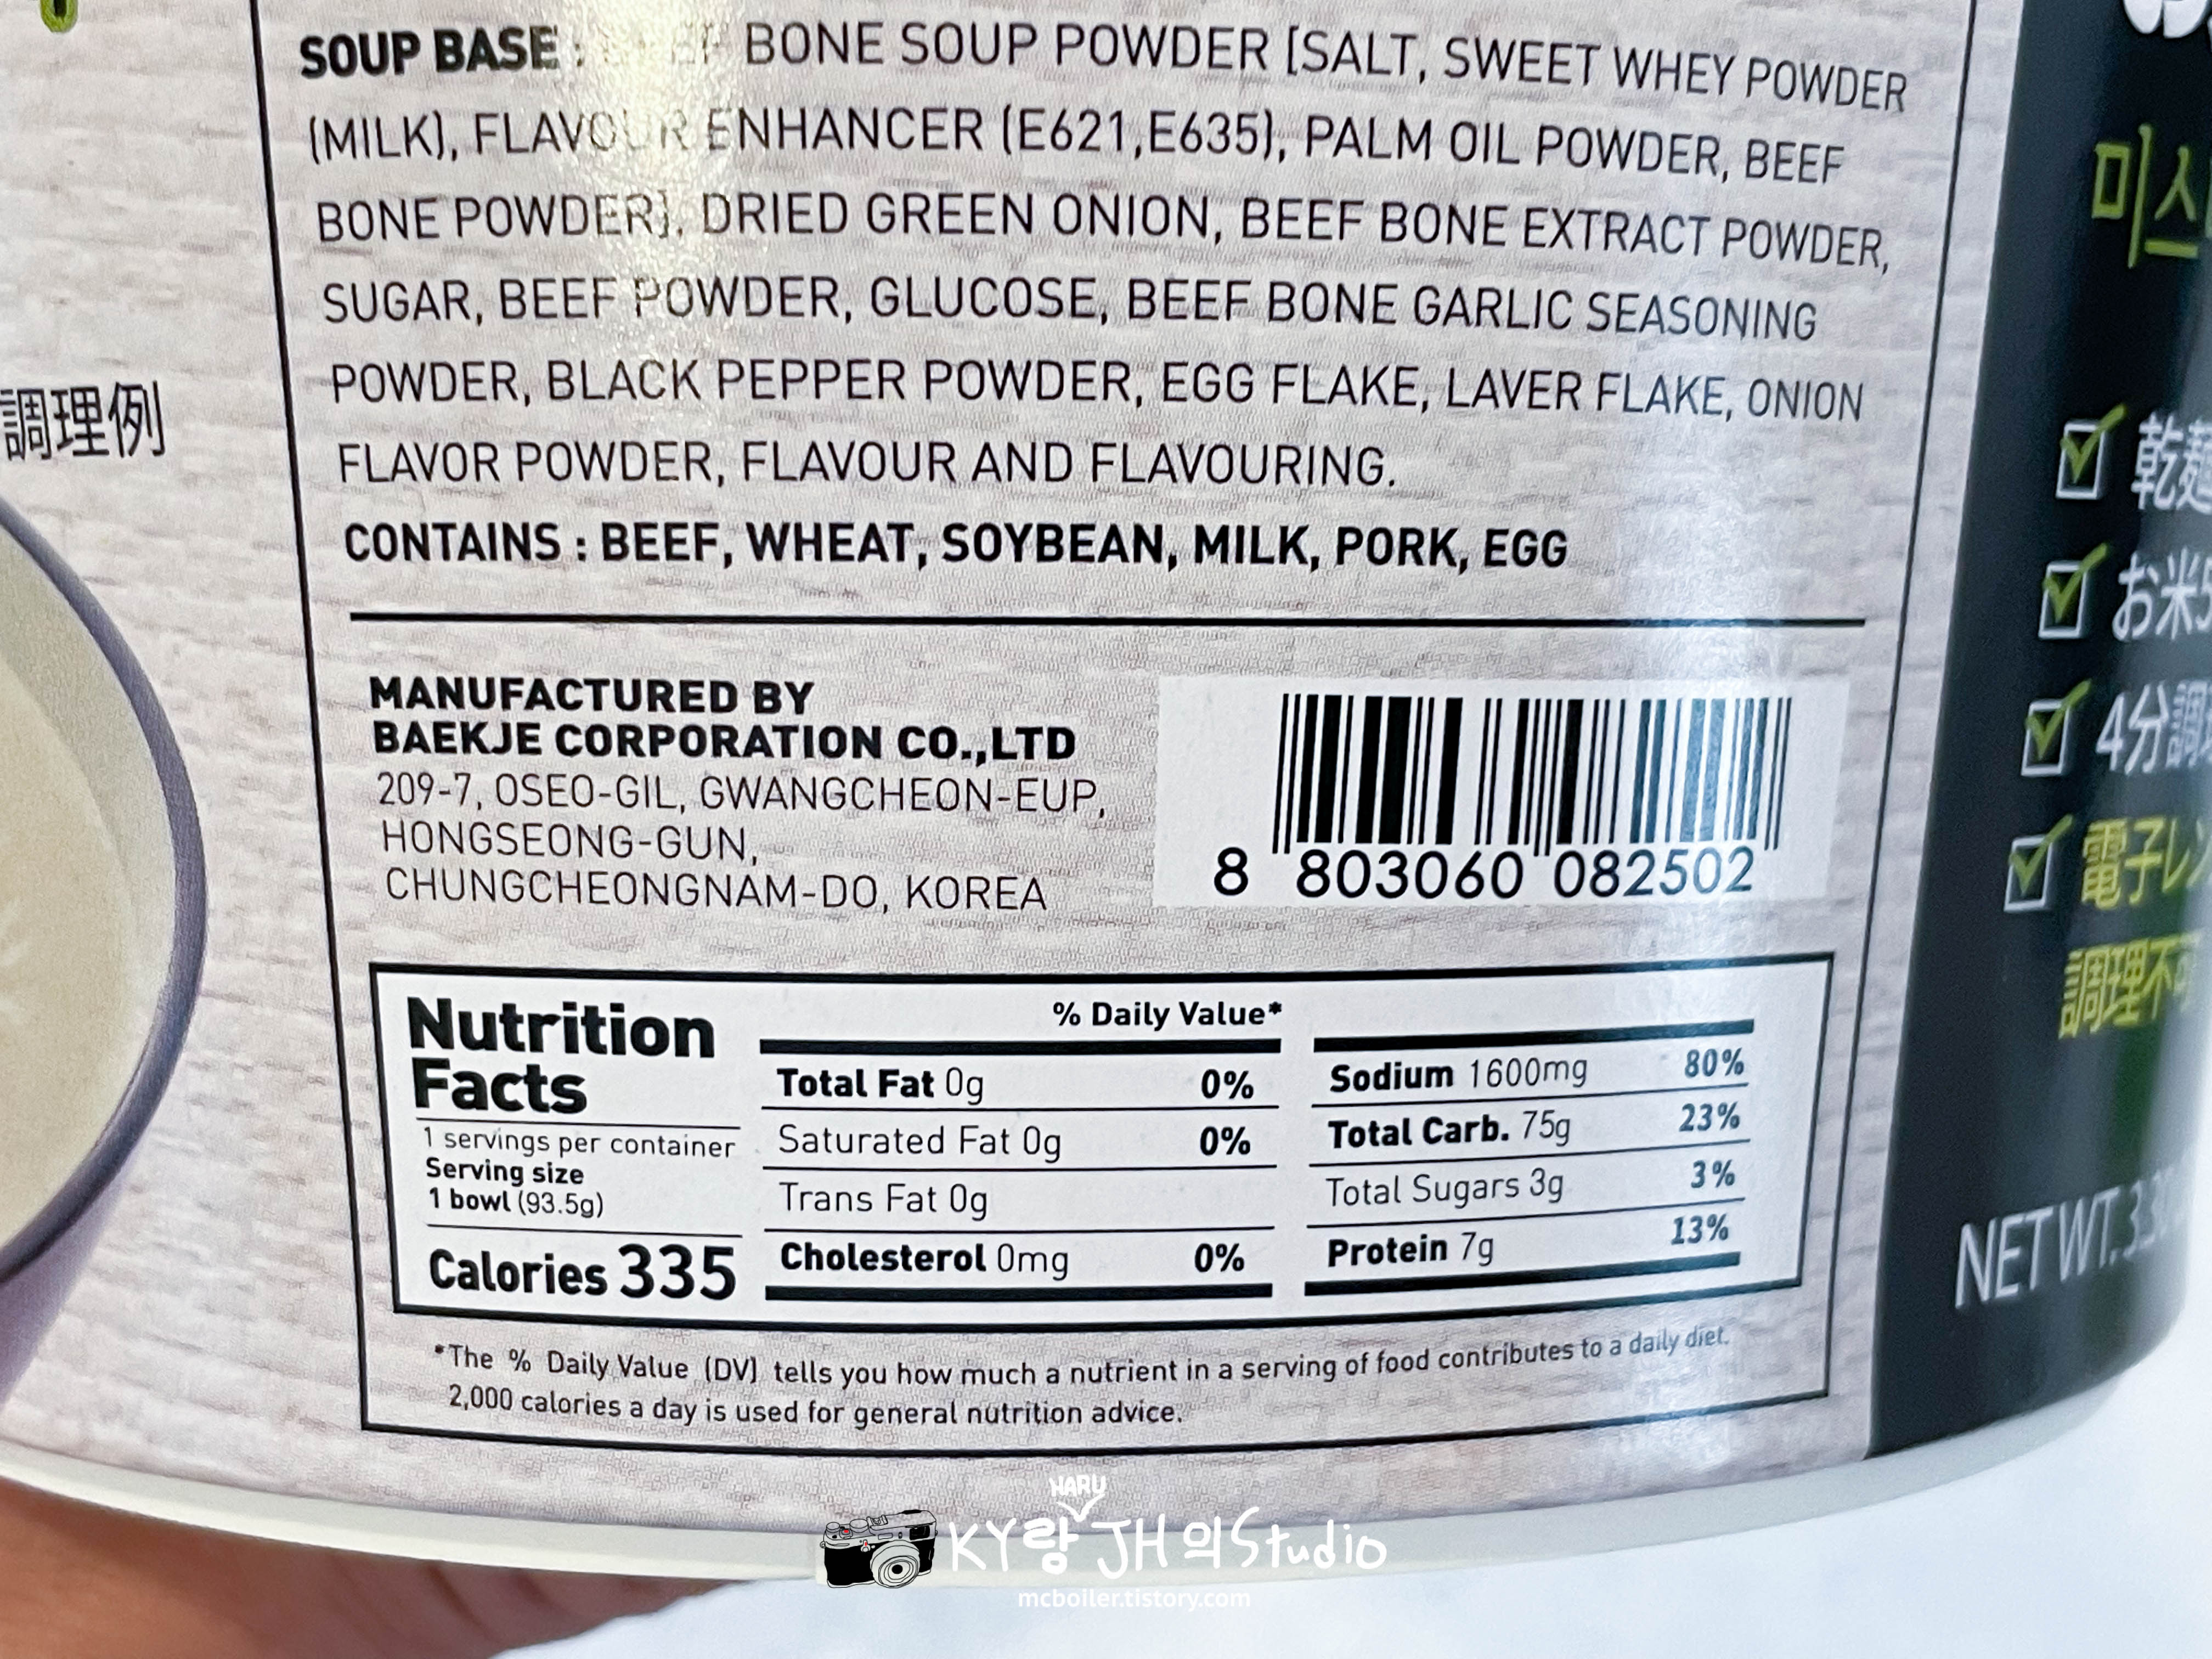 SOUP BASE : BONE SOUP POWDER [SALT, SWEET WHEY POWDER
(MILK), FLAVOUR ENHANCER (E621,E635), PALM OIL POWDER, BEEF
BONE POWDER], DRIED GREEN ONION, BEEF BONE EXTRACT POWDER,
SUGAR, BEEF POWDER, GLUCOSE, BEEF BONE GARLIC SEASONING
POWDER, BLACK PEPPER POWDER, EGG FLAKE, LAVER FLAKE, ONION
FLAVOR POWDER, FLAVOUR AND FLAVOURING.
CONTAINS : BEEF, WHEAT, SOYBEAN, MILK, PORK, EGG
調理例
MANUFACTURED BY
BAEKJE CORPORATION CO.,LTD
209-7, OSEO-GIL, GWANGCHEON-EUP,
HONGSEONG-GUN,
CHUNGCHEONGNAM-DO, KOREA
8 803060 082502
Nutrition
Facts
1 servings per container
Serving size
1 bowl (93.5g)
Calories 335
% Daily Value*
Total Fat 0g 0%
Saturated Fat 0g 0%
Trans Fat 0g
Cholesterol 0mg 0%
Sodium 1600mg 80%
Total Carb. 75g 23%
Total Sugars 3g 3%
Protein 7g 13%
*The % Daily Value (DV) tells you how much a nutrient in a serving of food contributes to a daily diet.
2,000 calories a day is used for general nutrition advice.
미스
乾麺
お米
4分調
電子レン
調理不
NET WT.
HARU
KY랑 JH의 Studio
mcboiler.tistory.com